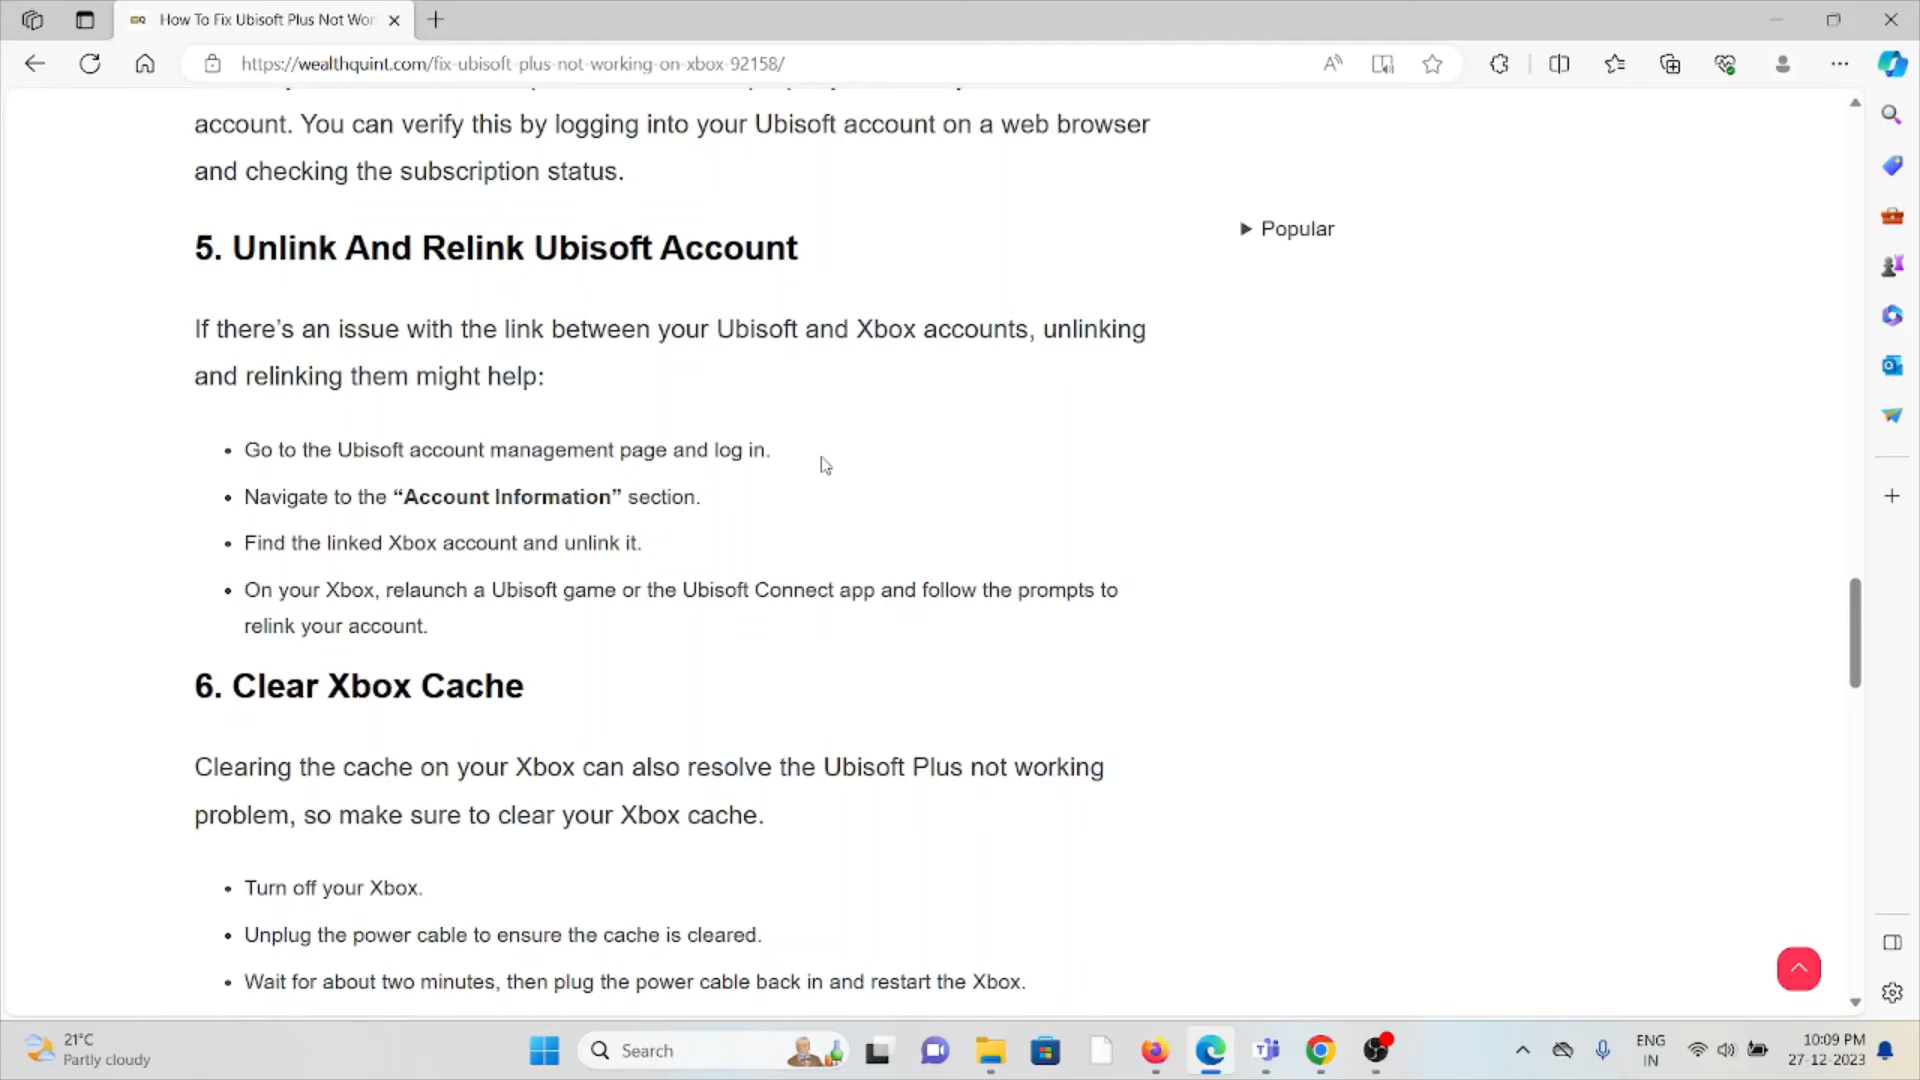 How To Fix Ubisoft Plus Not Wor
https://wealthquint.com/fix-ubisoft-plus-not-working-on-xbox-92158/
account. You can verify this by logging into your Ubisoft account on a web browser
and checking the subscription status.
Popular
5. Unlink And Relink Ubisoft Account
If there’s an issue with the link between your Ubisoft and Xbox accounts, unlinking
and relinking them might help:
• Go to the Ubisoft account management page and log in.
• Navigate to the “Account Information” section.
• Find the linked Xbox account and unlink it.
• On your Xbox, relaunch a Ubisoft game or the Ubisoft Connect app and follow the prompts to
relink your account.
6. Clear Xbox Cache
Clearing the cache on your Xbox can also resolve the Ubisoft Plus not working
problem, so make sure to clear your Xbox cache.
• Turn off your Xbox.
• Unplug the power cable to ensure the cache is cleared.
• Wait for about two minutes, then plug the power cable back in and restart the Xbox.
21°C
Partly cloudy
Search
ENG
IN
10:09 PM
27-12-2023